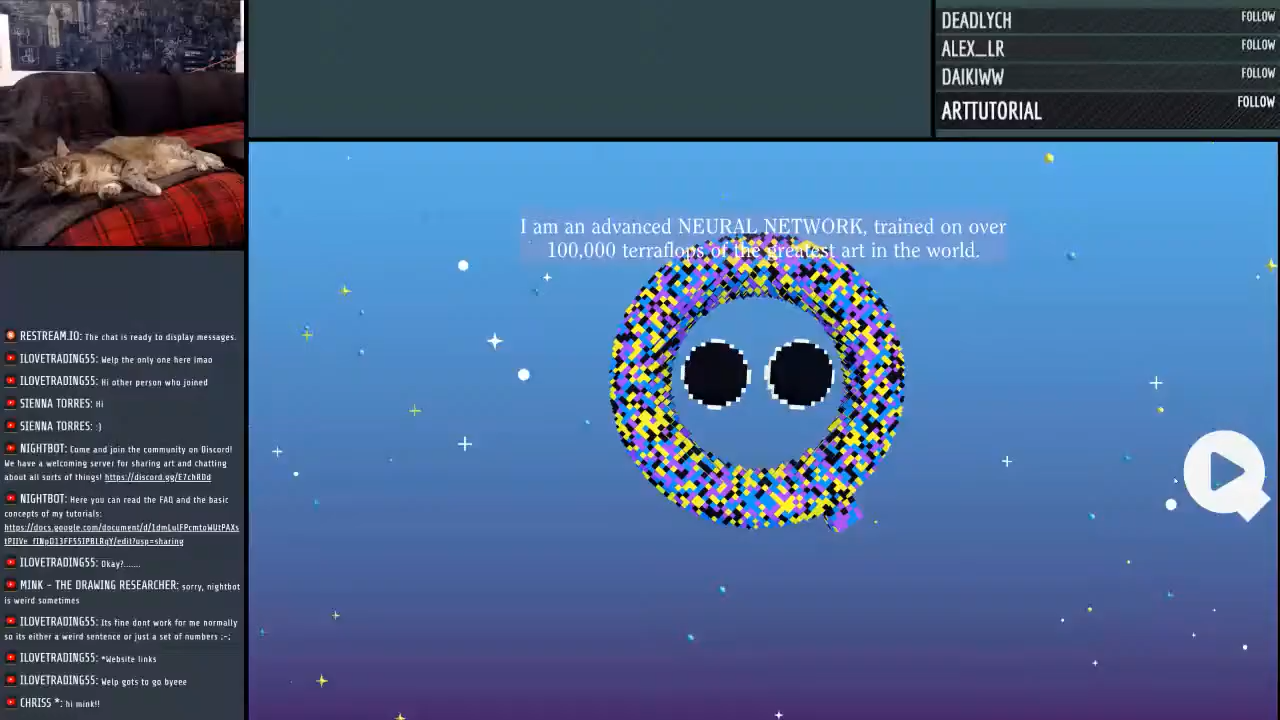 DEADLYCH FOLLOW
ALEX_LR FOLLOW
DAIKIWW FOLLOW
ARTTUTORIAL FOLLOW
I am an advanced NEURAL NETWORK, trained on over
100,000 terraflops of the greatest art in the world.
RESTREAM.IO: The chat is ready to display messages.
ILOVETRADING55: Welp the only one here lmao
ILOVETRADING55: Hi other person who joined
SIENNA TORRES: Hi
SIENNA TORRES: :)
NIGHTBOT: Come and join the community on Discord!
We have a welcoming server for sharing art and chatting
about all sorts of things! https://discord.gg/E7chRDd
NIGHTBOT: Here you can read the FAQ and the basic
concepts of my tutorials:
ILOVETRADING55: Okay?.......
MINK - THE DRAWING RESEARCHER: sorry, nightbot
is weird sometimes
ILOVETRADING55: Its fine dont work for me normally
so its either a weird sentence or just a set of numbers ;-;
ILOVETRADING55: *Website links
ILOVETRADING55: Welp gots to go byeee
CHRISS *: hi mink!!